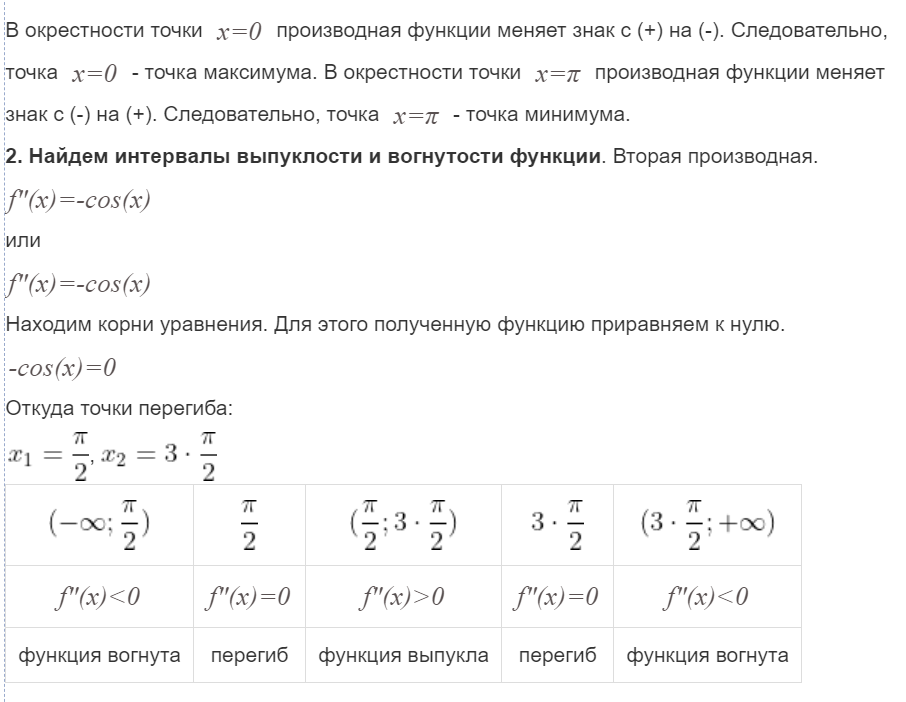 В окрестности точки x=0 производная функции меняет знак с (+) на (-). Следовательно,
точка x=0 - точка максимума. В окрестности точки x=π производная функции меняет
знак с (-) на (+). Следовательно, точка x=π - точка минимума.
2. Найдем интервалы выпуклости и вогнутости функции. Вторая производная.
f''(x)=-cos(x)
или
f''(x)=-cos(x)
Находим корни уравнения. Для этого полученную функцию приравняем к нулю.
-cos(x)=0
Откуда точки перегиба:
x₁ = π/2, x₂ = 3 · π/2
(−∞; π/2) π/2 (π/2; 3 · π/2) 3 · π/2 (3 · π/2; +∞)
f''(x)<0 f''(x)=0 f''(x)>0 f''(x)=0 f''(x)<0
функция вогнута перегиб функция выпукла перегиб функция вогнута